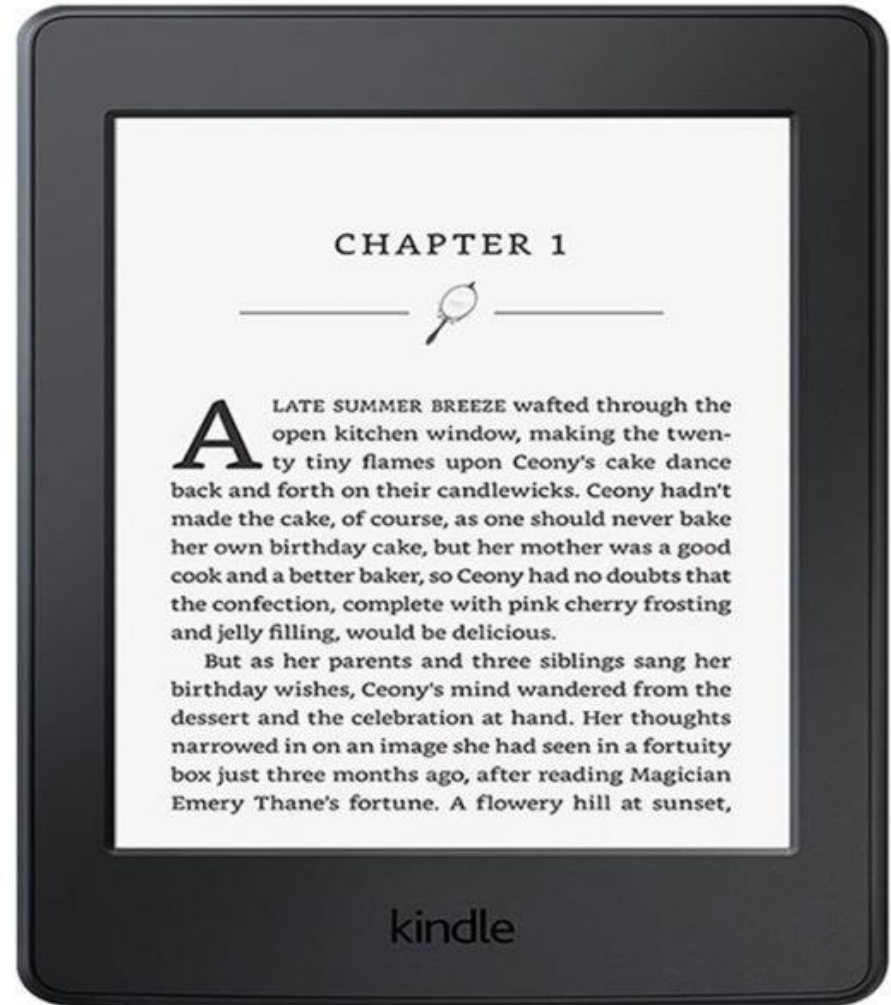 CHAPTER 1
A LATE SUMMER BREEZE wafted through the
open kitchen window, making the twen-
ty tiny flames upon Ceony's cake dance
back and forth on their candlewicks. Ceony hadn't
made the cake, of course, as one should never bake
her own birthday cake, but her mother was a good
cook and a better baker, so Ceony had no doubts that
the confection, complete with pink cherry frosting
and jelly filling, would be delicious.
But as her parents and three siblings sang her
birthday wishes, Ceony's mind wandered from the
dessert and the celebration at hand. Her thoughts
narrowed in on an image she had seen in a fortuity
box just three months ago, after reading Magician
Emery Thane's fortune. A flowery hill at sunset,
kindle